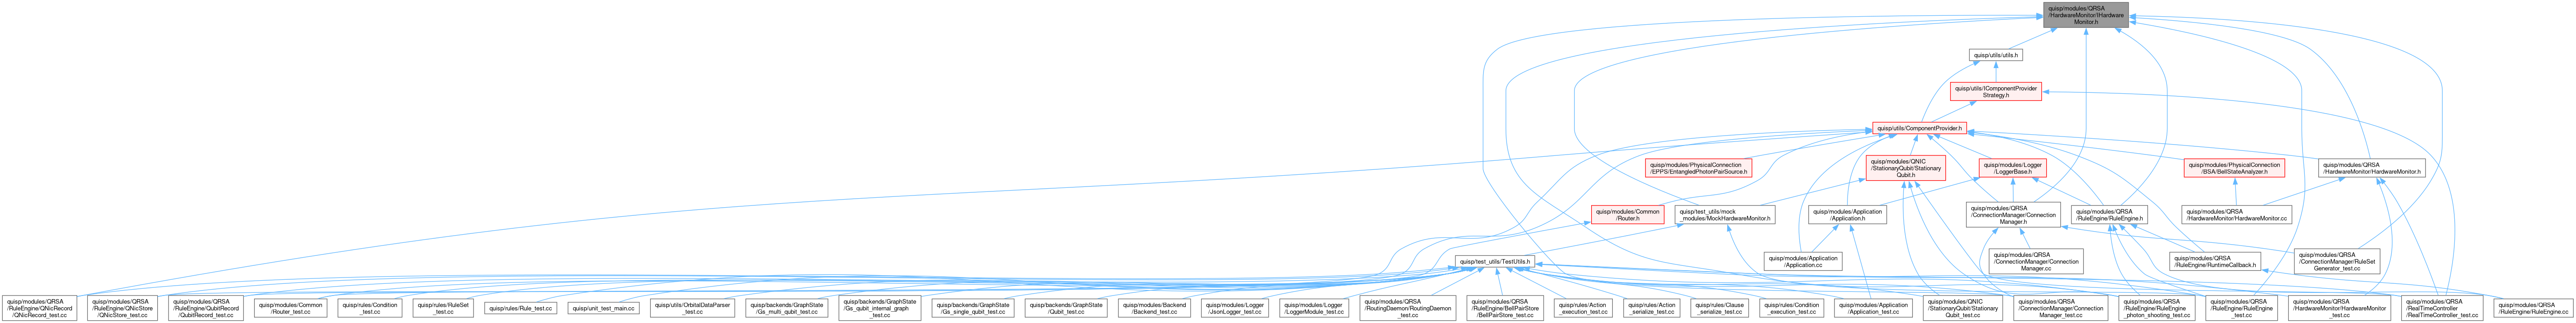 quisp/modules/QRSA
/HardwareMonitor/IHardware
Monitor.h
quisp/utils/utils.h
quisp/utils/IComponentProvider
Strategy.h
quisp/utils/ComponentProvider.h
quisp/modules/PhysicalConnection
/EPPS/EntangledPhotonPairSource.h
quisp/modules/QNIC
/StationaryQubit/Stationary
Qubit.h
quisp/modules/Logger
/LoggerBase.h
quisp/modules/PhysicalConnection
/BSA/BellStateAnalyzer.h
quisp/modules/QRSA
/HardwareMonitor/HardwareMonitor.h
quisp/modules/Common
/Router.h
quisp/test_utils/mock
_modules/MockHardwareMonitor.h
quisp/modules/Application
/Application.h
quisp/modules/QRSA
/ConnectionManager/Connection
Manager.h
quisp/modules/QRSA
/RuleEngine/RuleEngine.h
quisp/modules/QRSA
/HardwareMonitor/HardwareMonitor.cc
quisp/test_utils/TestUtils.h
quisp/modules/Application
/Application.cc
quisp/modules/QRSA
/ConnectionManager/Connection
Manager.cc
quisp/modules/QRSA
/RuleEngine/RuntimeCallback.h
quisp/modules/QRSA
/ConnectionManager/RuleSet
Generator_test.cc
quisp/modules/QRSA
/RuleEngine/QNicRecord
/QNicRecord_test.cc
quisp/modules/QRSA
/RuleEngine/QNicStore
/QNicStore_test.cc
quisp/modules/QRSA
/RuleEngine/QubitRecord
/QubitRecord_test.cc
quisp/modules/Common
/Router_test.cc
quisp/rules/Condition
_test.cc
quisp/rules/RuleSet
_test.cc
quisp/rules/Rule_test.cc
quisp/unit_test_main.cc
quisp/utils/OrbitalDataParser
_test.cc
quisp/backends/GraphState
/Gs_multi_qubit_test.cc
quisp/backends/GraphState
/Gs_qubit_internal_graph
_test.cc
quisp/backends/GraphState
/Gs_single_qubit_test.cc
quisp/backends/GraphState
/Qubit_test.cc
quisp/modules/Backend
/Backend_test.cc
quisp/modules/Logger
/JsonLogger_test.cc
quisp/modules/Logger
/LoggerModule_test.cc
quisp/modules/QRSA
/RoutingDaemon/RoutingDaemon
_test.cc
quisp/modules/QRSA
/RuleEngine/BellPairStore
/BellPairStore_test.cc
quisp/rules/Action
_execution_test.cc
quisp/rules/Action
_serialize_test.cc
quisp/rules/Clause
_serialize_test.cc
quisp/rules/Condition
_execution_test.cc
quisp/modules/Application
/Application_test.cc
quisp/modules/QNIC
/StationaryQubit/Stationary
Qubit_test.cc
quisp/modules/QRSA
/ConnectionManager/Connection
Manager_test.cc
quisp/modules/QRSA
/RuleEngine/RuleEngine
_photon_shooting_test.cc
quisp/modules/QRSA
/RuleEngine/RuleEngine
_test.cc
quisp/modules/QRSA
/HardwareMonitor/HardwareMonitor
_test.cc
quisp/modules/QRSA
/RealTimeController
/RealTimeController_test.cc
quisp/modules/QRSA
/RuleEngine/RuleEngine.cc